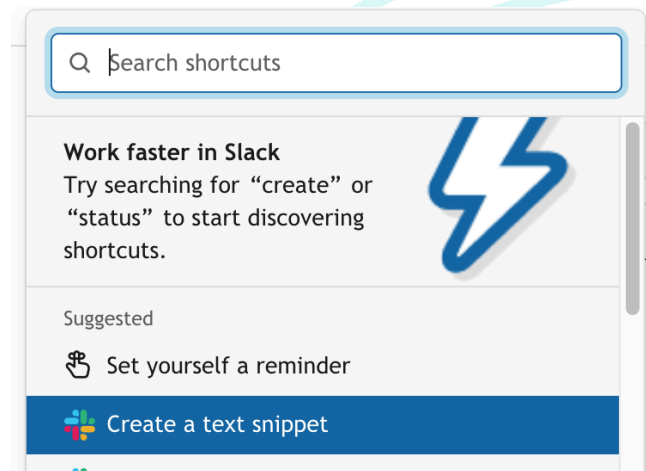 Search shortcuts
Work faster in Slack
Try searching for “create” or
“status” to start discovering
shortcuts.
Suggested
Set yourself a reminder
Create a text snippet